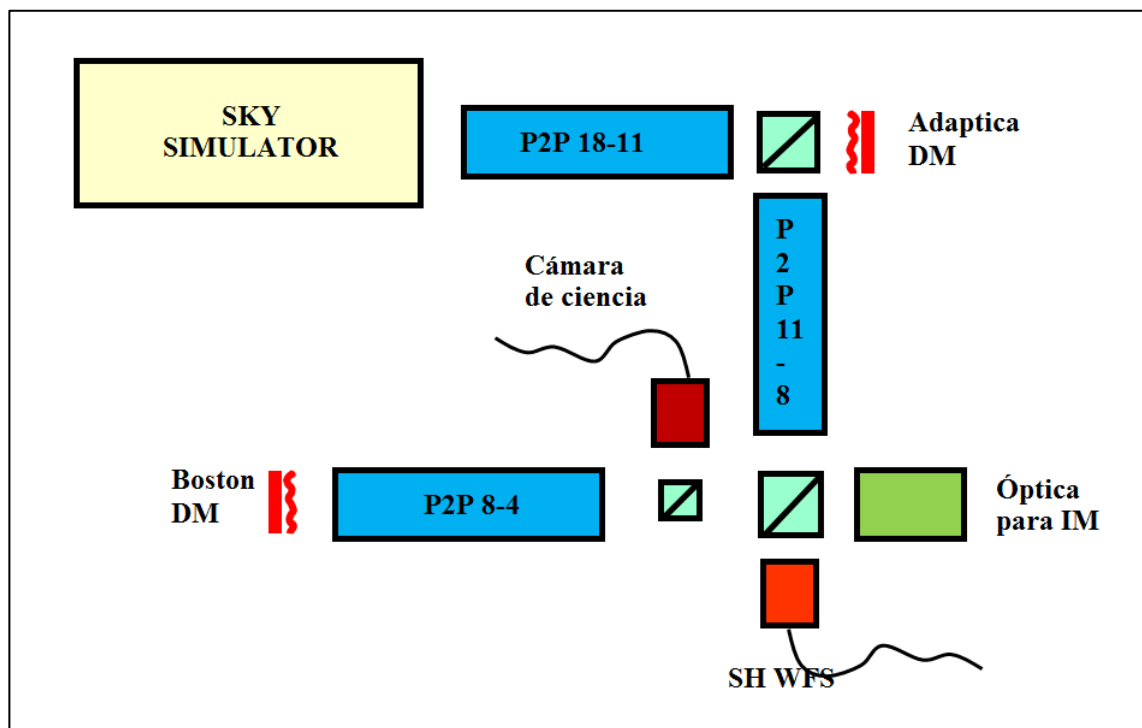 SKY
SIMULATOR
P2P 18-11
Adaptica
DM
P
2
P
11
-
8
Cámara
de ciencia
Boston
DM
P2P 8-4
Óptica
para IM
SH WFS